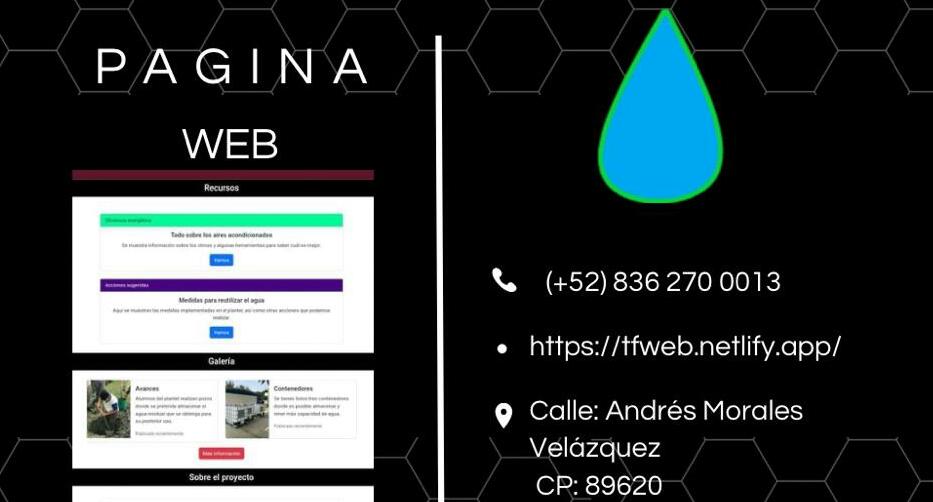 PAGINA
WEB
Recursos
Eficiencia energética
Todo sobre los aires acondicionados
Se muestra información sobre los climas y algunas herramientas para saber cuál es mejor.
Vamos
Acciones sugeridas
Medidas para reutilizar el agua
Aquí se muestran las medidas implementadas en el plantel, así como otras acciones que podemos
realizar
Vamos
Galería
Avances
Alumnos del plantel realizan pozos
donde se pretende almacenar el
agua residual que se obtenga para
su posterior uso.
Publicado recientemente
Contenedores
Se tienen listos tres contenedores
donde es posible almacenar y
tener más capacidad de agua.
Publicado recientemente
Más información
Sobre el proyecto
(+52) 836 270 0013
• https://tfweb.netlify.app/
Calle: Andrés Morales
Velázquez
CP: 89620